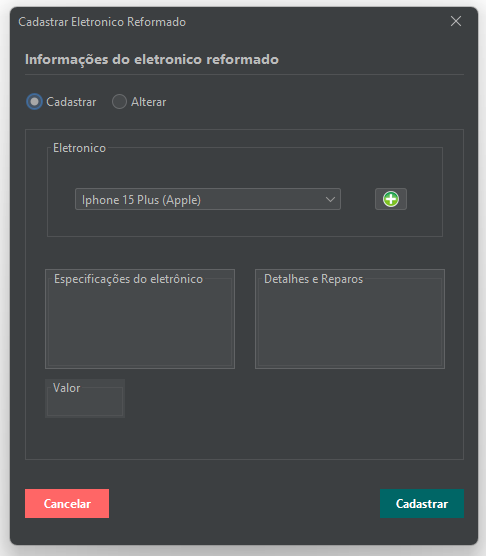 Cadastrar Eletronico Reformado
Informações do eletronico reformado
Cadastrar Alterar
Eletronico
Iphone 15 Plus (Apple)
Especificações do eletrônico Detalhes e Reparos
Valor
Cancelar Cadastrar